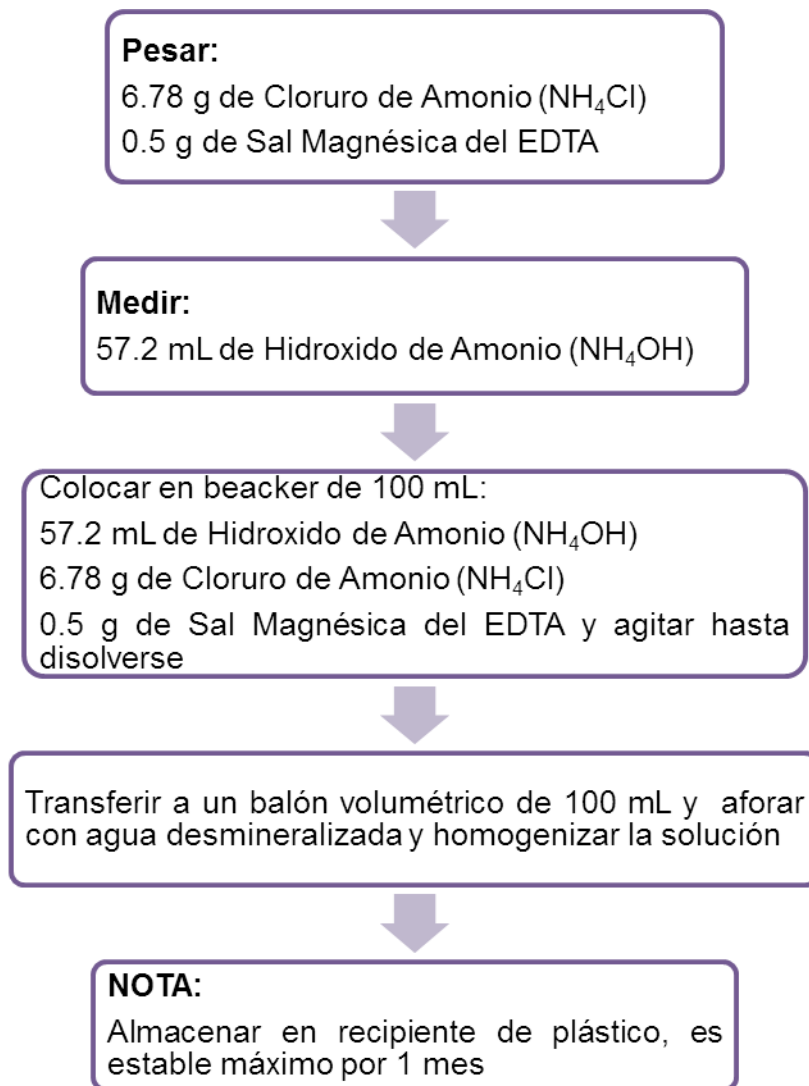 Pesar:
6.78 g de Cloruro de Amonio (NH₄Cl)
0.5 g de Sal Magnésica del EDTA
Medir:
57.2 mL de Hidroxido de Amonio (NH₄OH)
Colocar en beacker de 100 mL:
57.2 mL de Hidroxido de Amonio (NH₄OH)
6.78 g de Cloruro de Amonio (NH₄Cl)
0.5 g de Sal Magnésica del EDTA y agitar hasta
disolverse
Transferir a un balón volumétrico de 100 mL y aforar
con agua desmineralizada y homogenizar la solución
NOTA:
Almacenar en recipiente de plástico, es
estable máximo por 1 mes